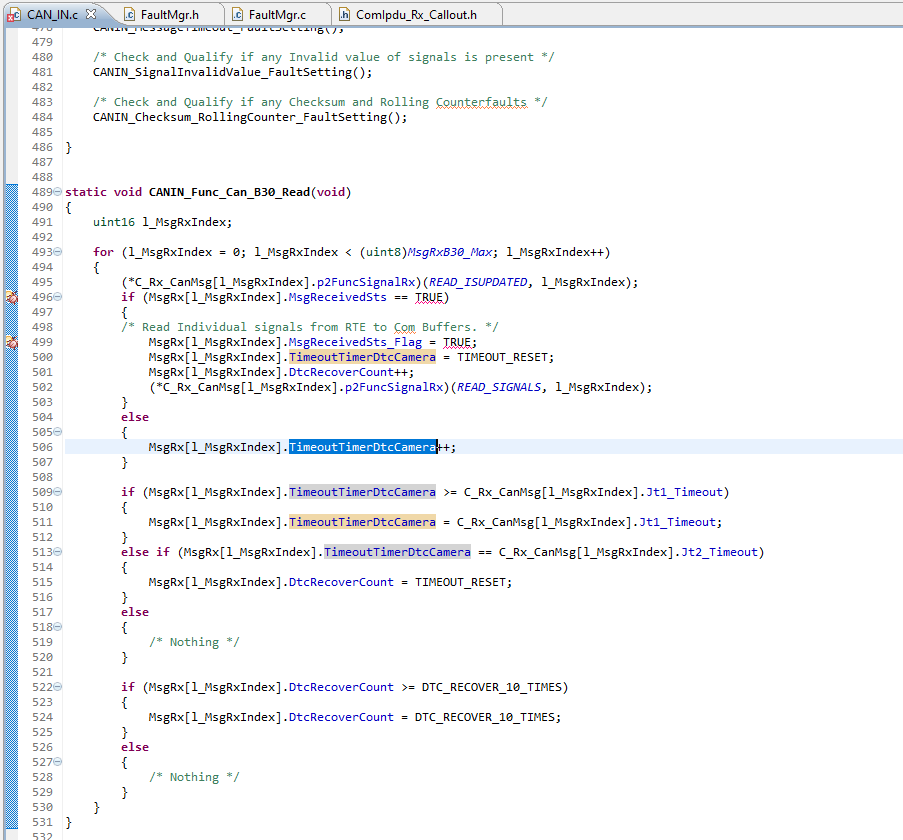 CAN_IN.c FaultMgr.h FaultMgr.c ComIpdu_Rx_Callout.h
478 CANIN_MessageTimeout_FaultSetting();
479
480 /* Check and Qualify if any Invalid value of signals is present */
481 CANIN_SignalInvalidValue_FaultSetting();
482
483 /* Check and Qualify if any Checksum and Rolling Counterfaults */
484 CANIN_Checksum_RollingCounter_FaultSetting();
485
486 }
487
488
489 static void CANIN_Func_Can_B30_Read(void)
490 {
491 uint16 l_MsgRxIndex;
492
493 for (l_MsgRxIndex = 0; l_MsgRxIndex < (uint8)MsgRxB30_Max; l_MsgRxIndex++)
494 {
495 (*C_Rx_CanMsg[l_MsgRxIndex].p2FuncSignalRx)(READ_ISUPDATED, l_MsgRxIndex);
496 if (MsgRx[l_MsgRxIndex].MsgReceivedSts == TRUE)
497 {
498 /* Read Individual signals from RTE to Com Buffers. */
499 MsgRx[l_MsgRxIndex].MsgReceivedSts_Flag = TRUE;
500 MsgRx[l_MsgRxIndex].TimeoutTimerDtcCamera = TIMEOUT_RESET;
501 MsgRx[l_MsgRxIndex].DtcRecoverCount++;
502 (*C_Rx_CanMsg[l_MsgRxIndex].p2FuncSignalRx)(READ_SIGNALS, l_MsgRxIndex);
503 }
504 else
505 {
506 MsgRx[l_MsgRxIndex].TimeoutTimerDtcCamera++;
507 }
508
509 if (MsgRx[l_MsgRxIndex].TimeoutTimerDtcCamera >= C_Rx_CanMsg[l_MsgRxIndex].Jt1_Timeout)
510 {
511 MsgRx[l_MsgRxIndex].TimeoutTimerDtcCamera = C_Rx_CanMsg[l_MsgRxIndex].Jt1_Timeout;
512 }
513 else if (MsgRx[l_MsgRxIndex].TimeoutTimerDtcCamera == C_Rx_CanMsg[l_MsgRxIndex].Jt2_Timeout)
514 {
515 MsgRx[l_MsgRxIndex].DtcRecoverCount = TIMEOUT_RESET;
516 }
517 else
518 {
519 /* Nothing */
520 }
521
522 if (MsgRx[l_MsgRxIndex].DtcRecoverCount >= DTC_RECOVER_10_TIMES)
523 {
524 MsgRx[l_MsgRxIndex].DtcRecoverCount = DTC_RECOVER_10_TIMES;
525 }
526 else
527 {
528 /* Nothing */
529 }
530 }
531 }
532